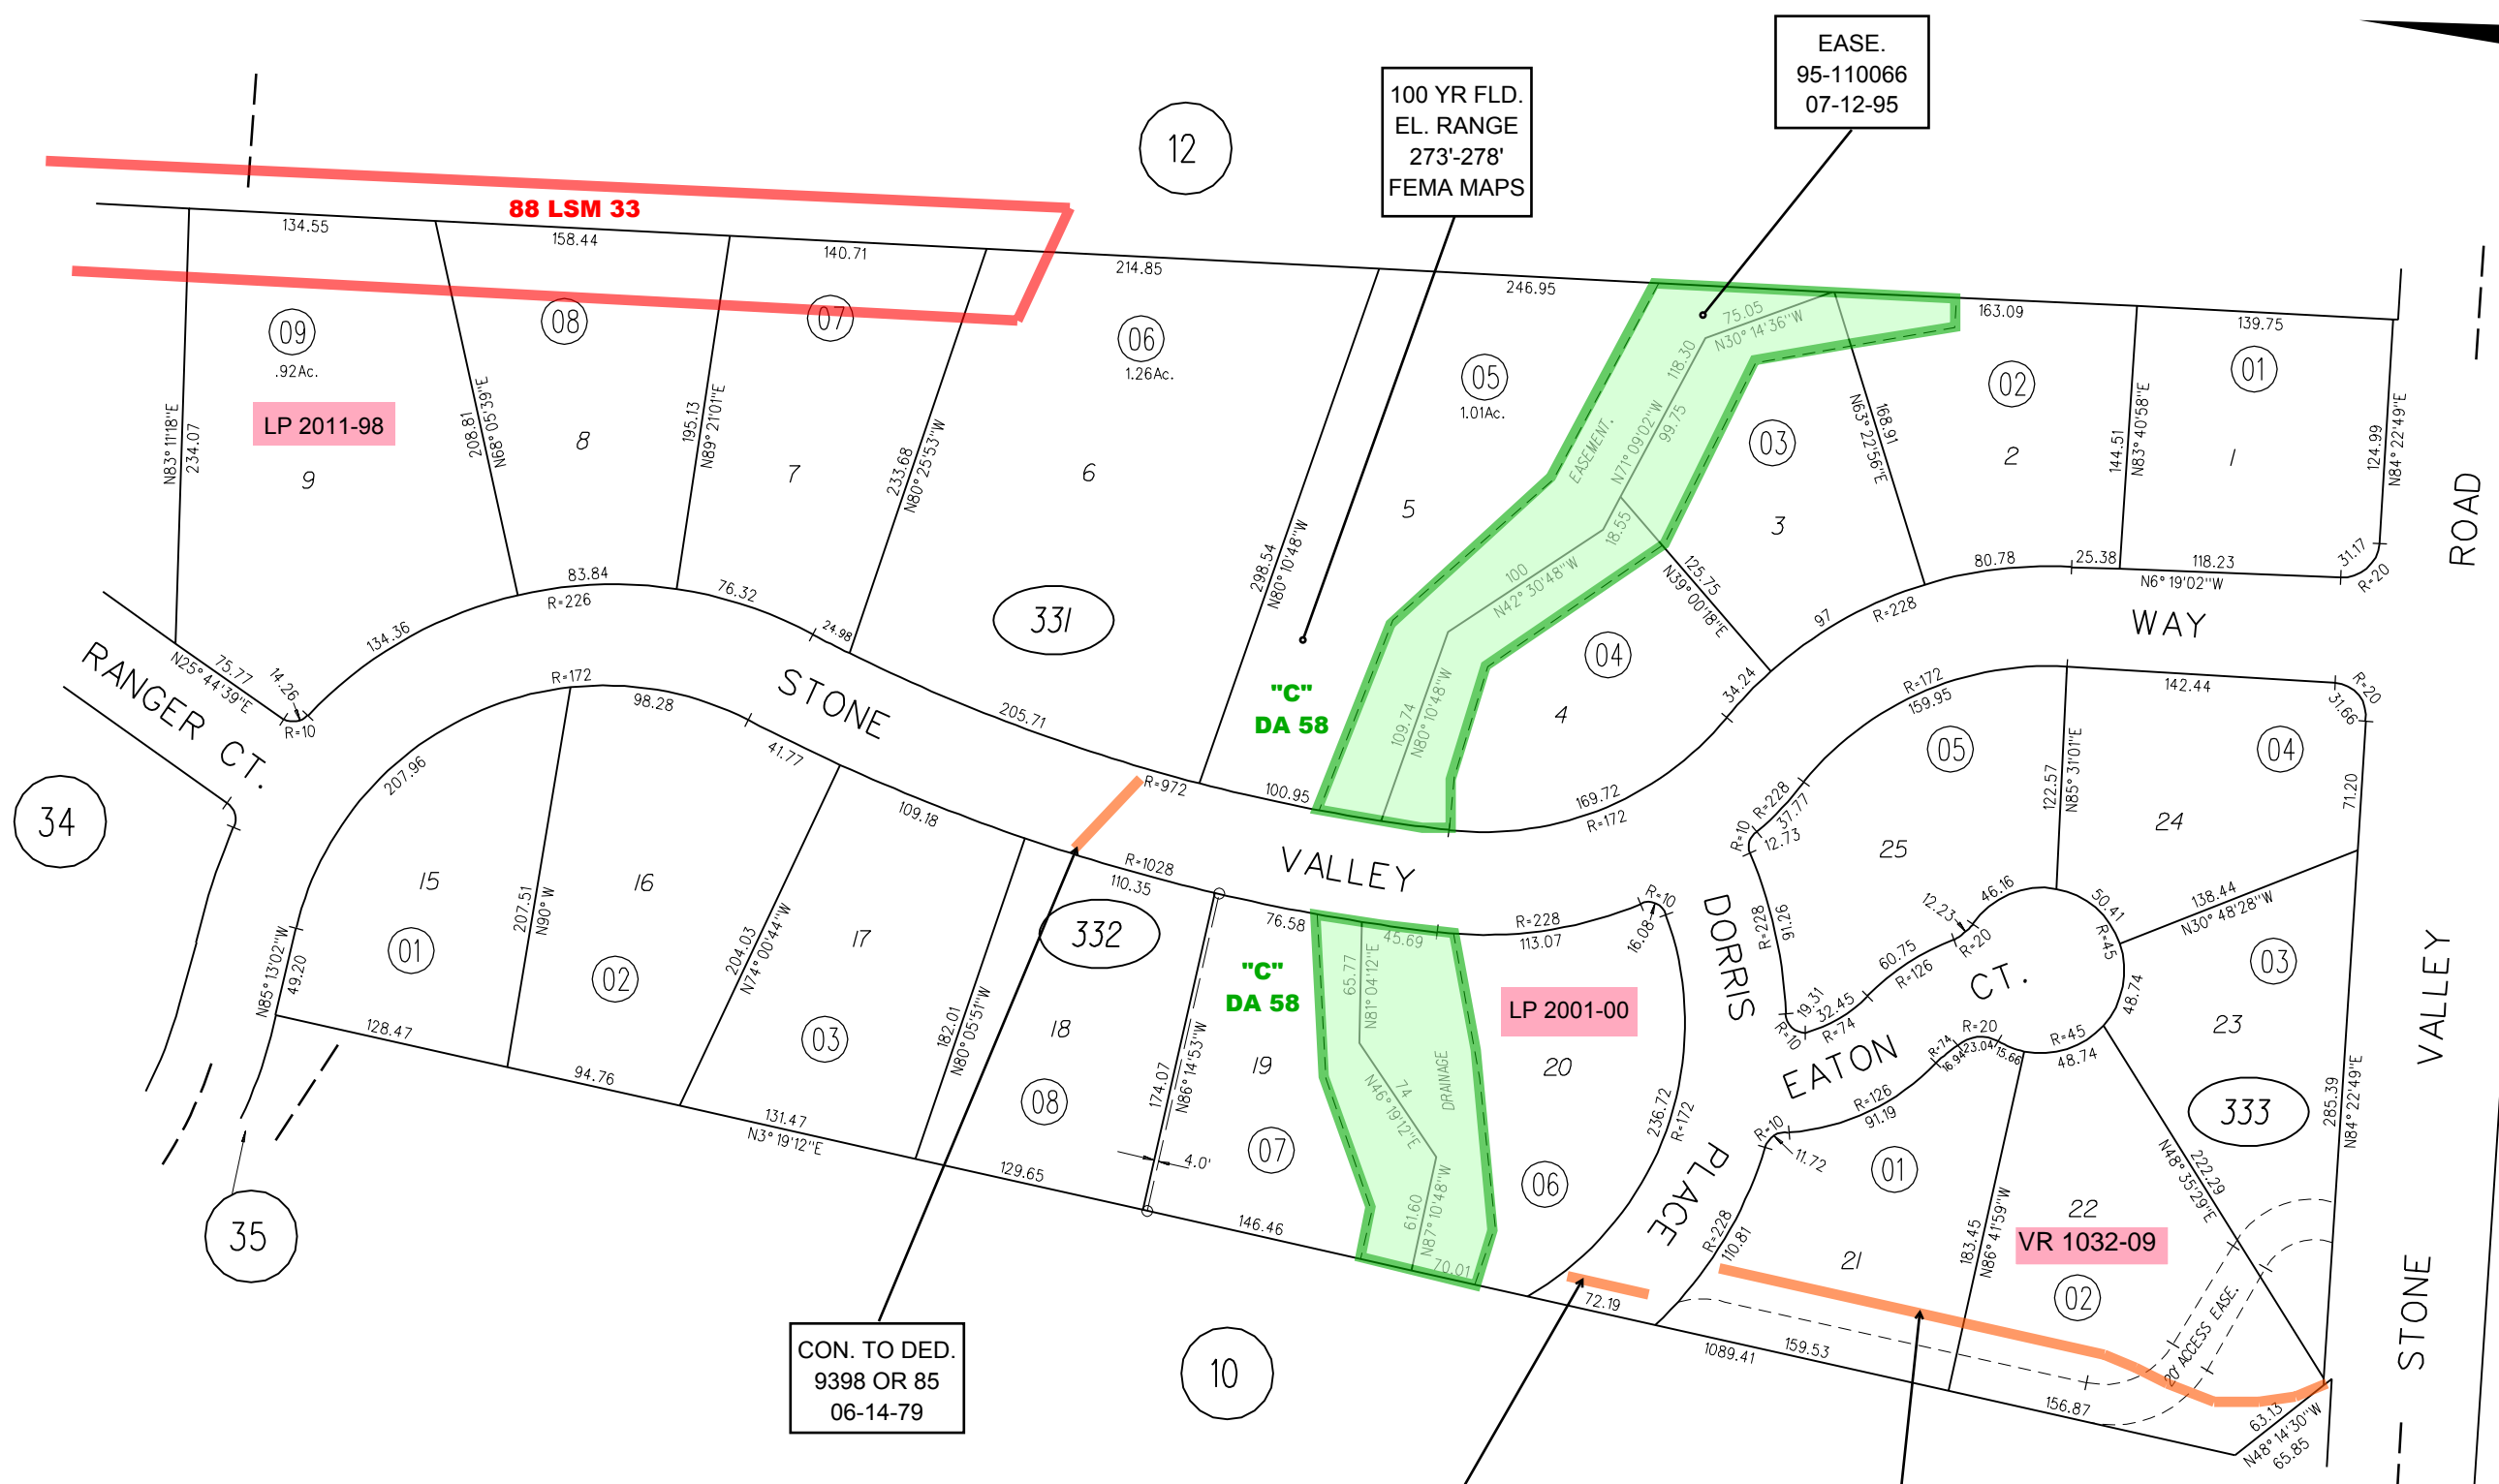 EASE.
95-110066
07-12-95
100 YR FLD.
EL. RANGE
273'-278'
FEMA MAPS
12
88 LSM 33
134.55
158.44
140.71
214.85
246.95
163.09
139.75
09
.92Ac.
08
07
06
1.26Ac.
05
1.01Ac.
75.05
N30° 14'36"W
118.30
EASEMENT.
N71° 09'02"W
99.75
03
02
01
N83° 11'18"E
234.07
LP 2011-98
9
208.81
N68° 05'39"E
8
195.13
N89° 21'01"E
7
233.68
N80° 25'53"W
6
298.54
N80° 10'48"W
5
18.55
100
N42° 30'48"W
125.75
N39° 00'18"E
3
168.91
N63° 22'56"E
2
144.51
N83° 40'58"E
1
124.99
N84° 22'49"E
ROAD
83.84
R=226
76.32
24.98
134.36
331
80.78
25.38
118.23
N6° 19'02"W
31.17
R=20
97
R=228
WAY
75.77
N25° 44'39"E
14.26
R=10
RANGER CT.
R=172
98.28
STONE
41.77
205.71
"C"
DA 58
109.74
N80° 10'48"W
04
4
34.24
R=172
159.95
142.44
R=20
31.66
34
207.96
109.18
R=972
100.95
169.72
R=172
R=228
37.77
R=10
12.73
05
25
122.57
N85° 31'01"E
04
24
71.20
15
01
207.51
N90° W
16
02
204.03
N74° 00'44"W
17
03
R=1028
110.35
332
VALLEY
76.58
45.69
R=228
113.07
R=10
16.08
DORRIS
R=228
91.26
12.23
46.16
50.41
R=45
138.44
N30° 48'28"W
N85° 13'02"W
49.20
128.47
94.76
131.47
N3° 19'12"E
182.01
N80° 05'51"W
18
08
174.07
N86° 14'53"W
4.0'
129.65
"C"
DA 58
19
07
65.77
N81° 04'12"E
74
N46° 19'12"E
DRAINAGE
61.60
N87° 10'48"W
70.01
146.46
LP 2001-00
20
06
236.72
R=172
PLACE
60.75
R=126
R=20
19.31
R=10
32.45
R=74
CT.
EATON
48.74
03
23
VALLEY
R=74
16.94
R=20
23.04
15.66
R=45
48.74
R=126
91.19
R=10
11.72
333
285.39
N84° 22'49"E
01
R=228
110.81
21
183.45
N86° 41'59"W
222.29
N48° 35'29"E
22
VR 1032-09
02
20' ACCESS EASE.
35
STONE
72.19
1089.41
159.53
156.87
63.13
N48° 14'30"W
65.85
10
CON. TO DED.
9398 OR 85
06-14-79